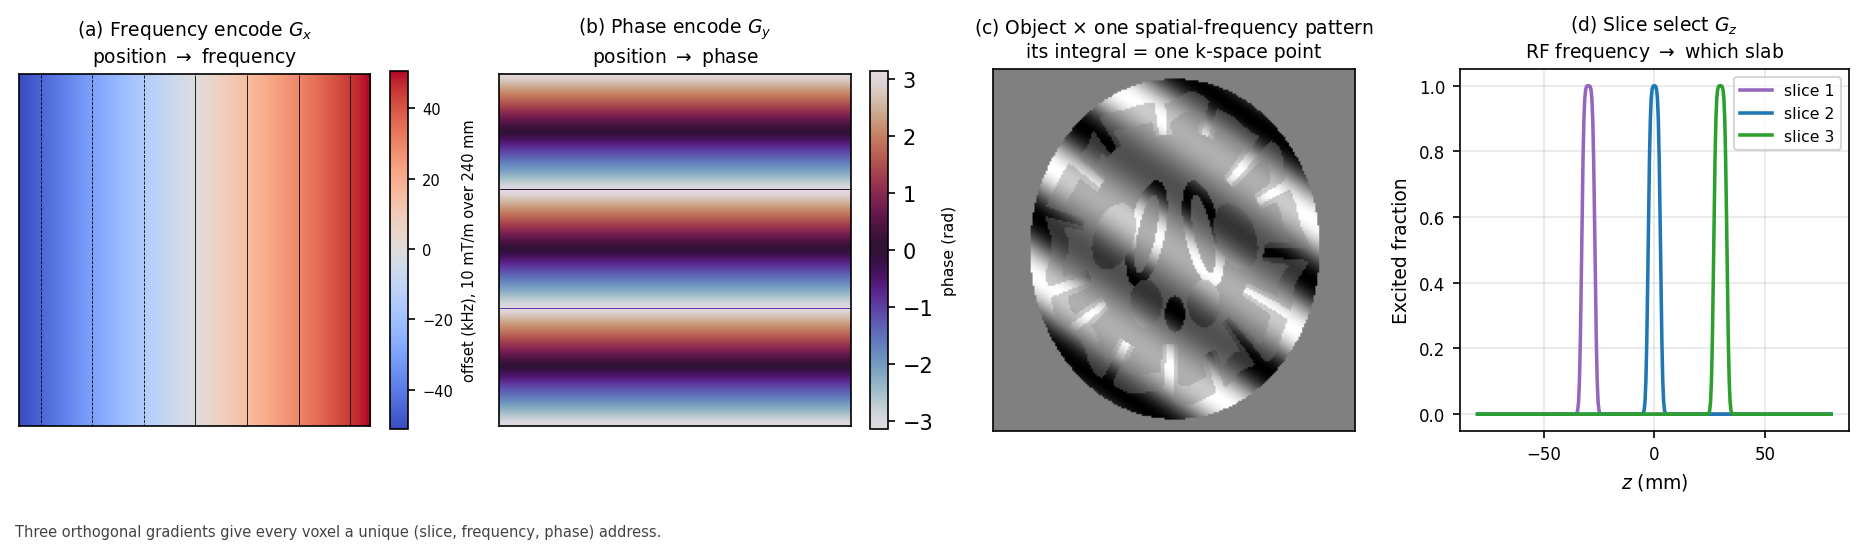 (a) Frequency encode Gx
position → frequency
40
20
0
−20
−40
offset (kHz), 10 mT/m over 240 mm
(b) Phase encode Gy
position → phase
3
2
1
0
−1
−2
−3
phase (rad)
(c) Object × one spatial-frequency pattern
its integral = one k-space point
(d) Slice select Gz
RF frequency → which slab
Excited fraction
1.0
0.8
0.6
0.4
0.2
0.0
slice 1
slice 2
slice 3
−50
0
50
z (mm)
Three orthogonal gradients give every voxel a unique (slice, frequency, phase) address.